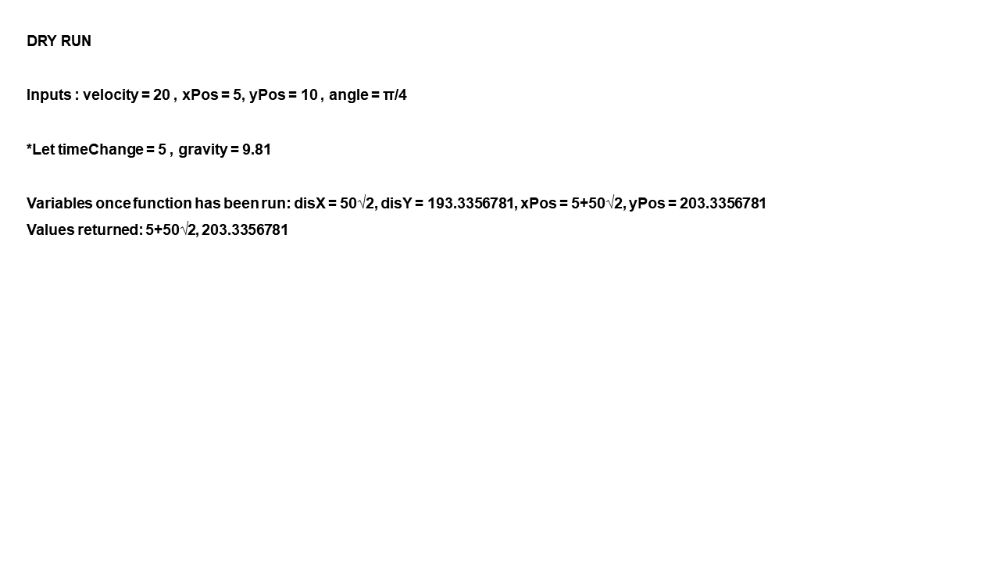 DRY RUN
Inputs : velocity = 20 , xPos = 5, yPos = 10 , angle = π/4
*Let timeChange = 5 , gravity = 9.81
Variables once function has been run: disX = 50√2, disY = 193.3356781, xPos = 5+50√2, yPos = 203.3356781
Values returned: 5+50√2, 203.3356781